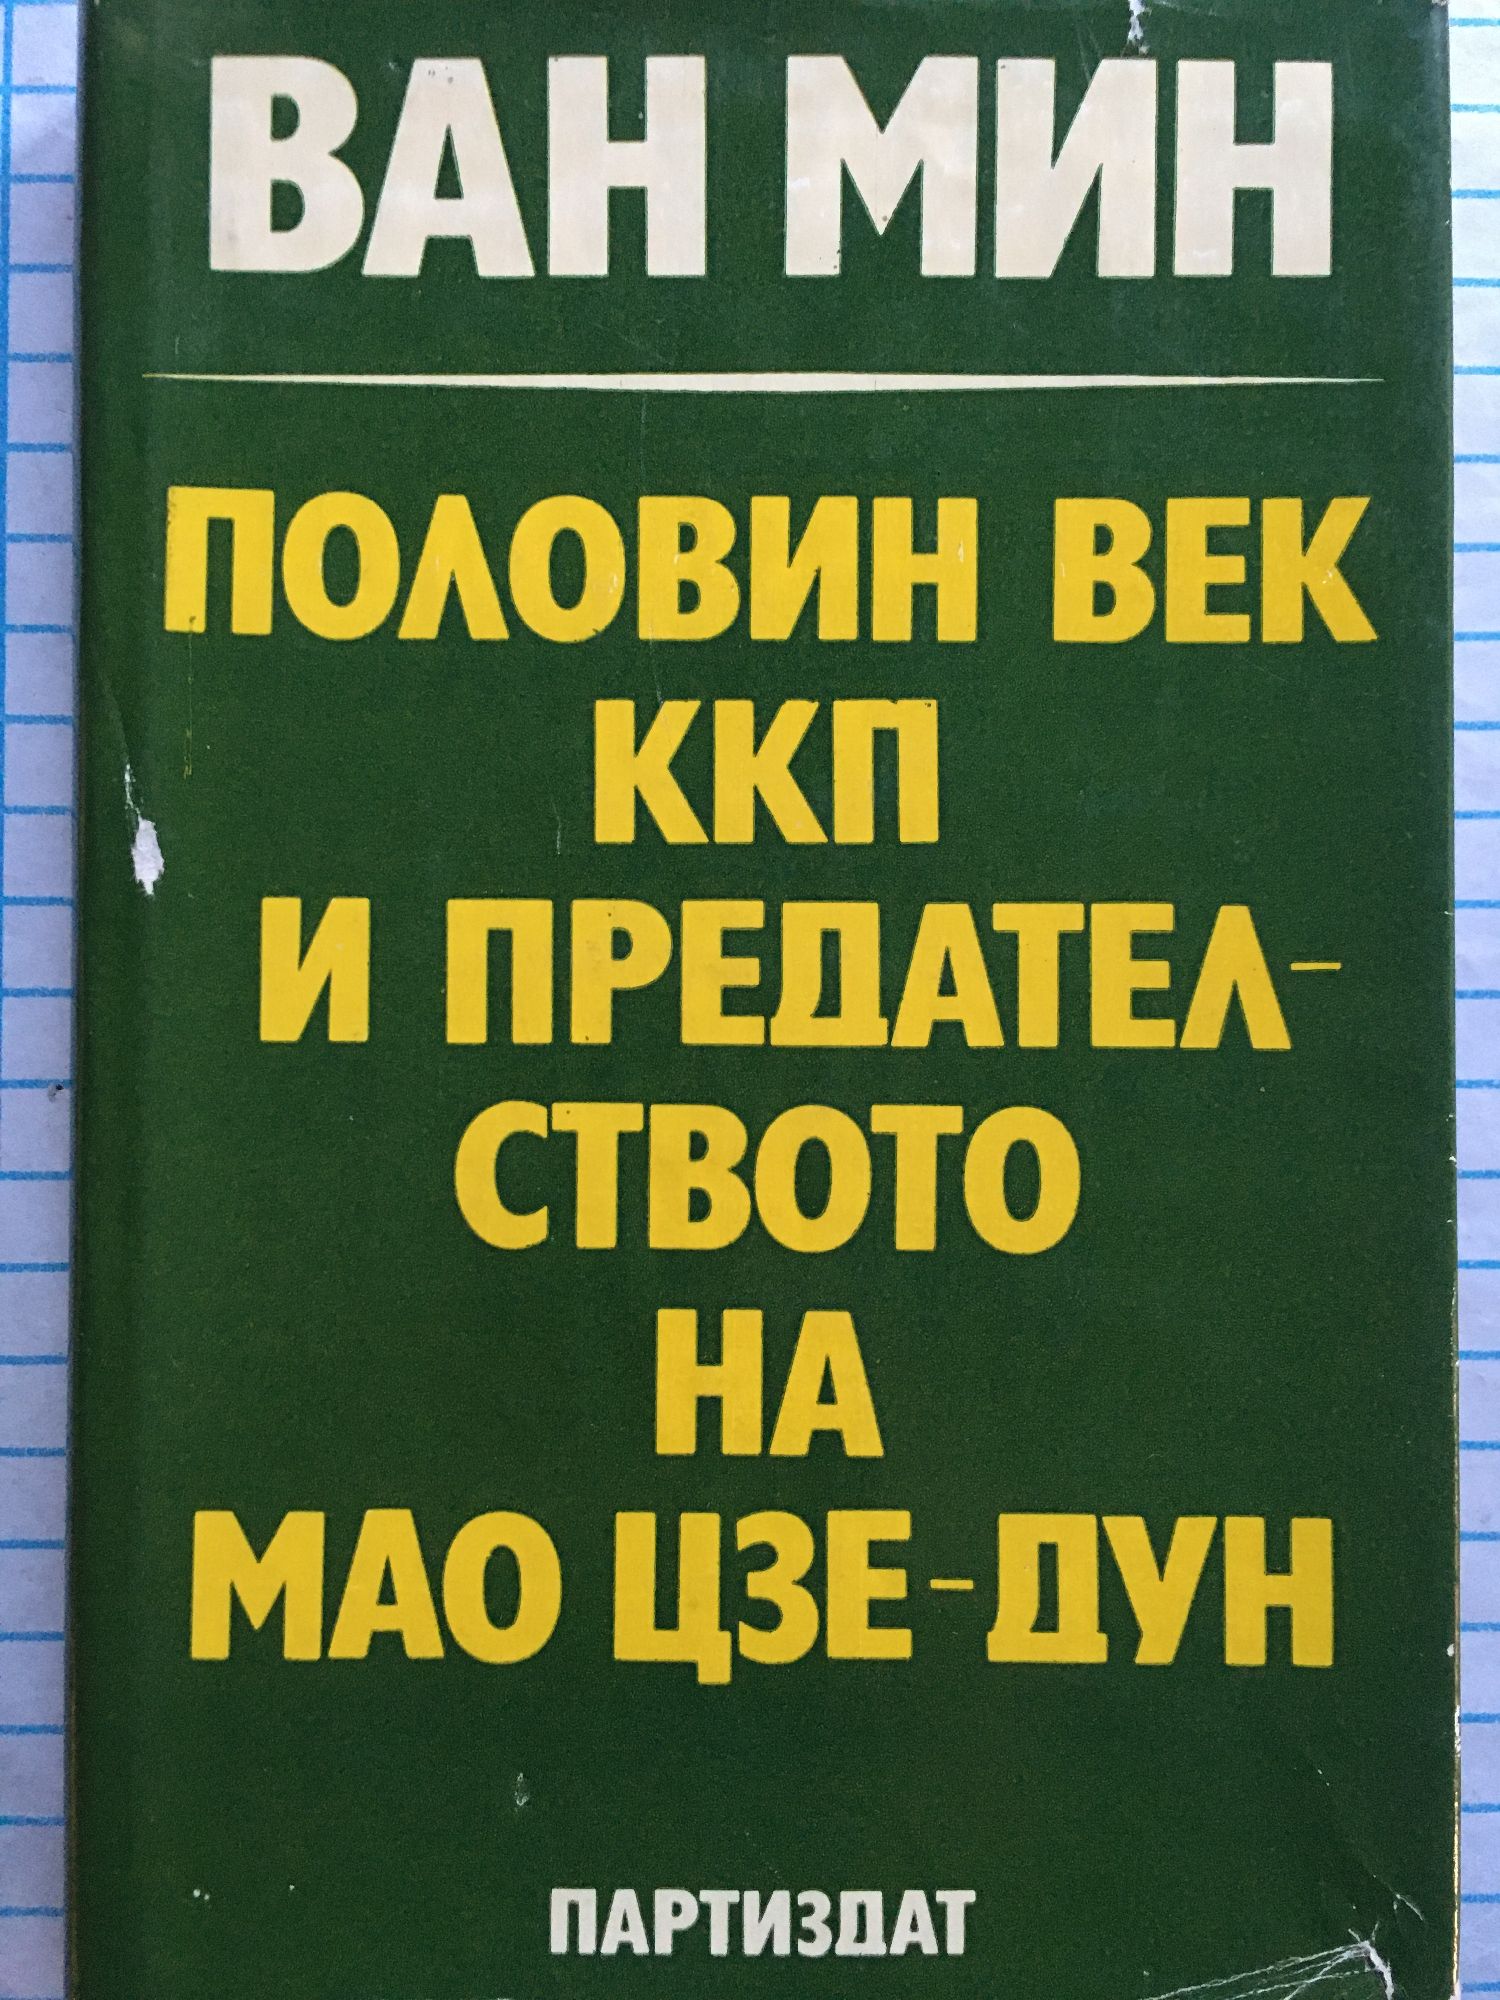 ВАН МИН
ПОЛОВИН ВЕК
ККП
И ПРЕДАТЕЛ-
СТВОТО
НА
МАО ЦЗЕ-ДУН
ПАРТИЗДАТ